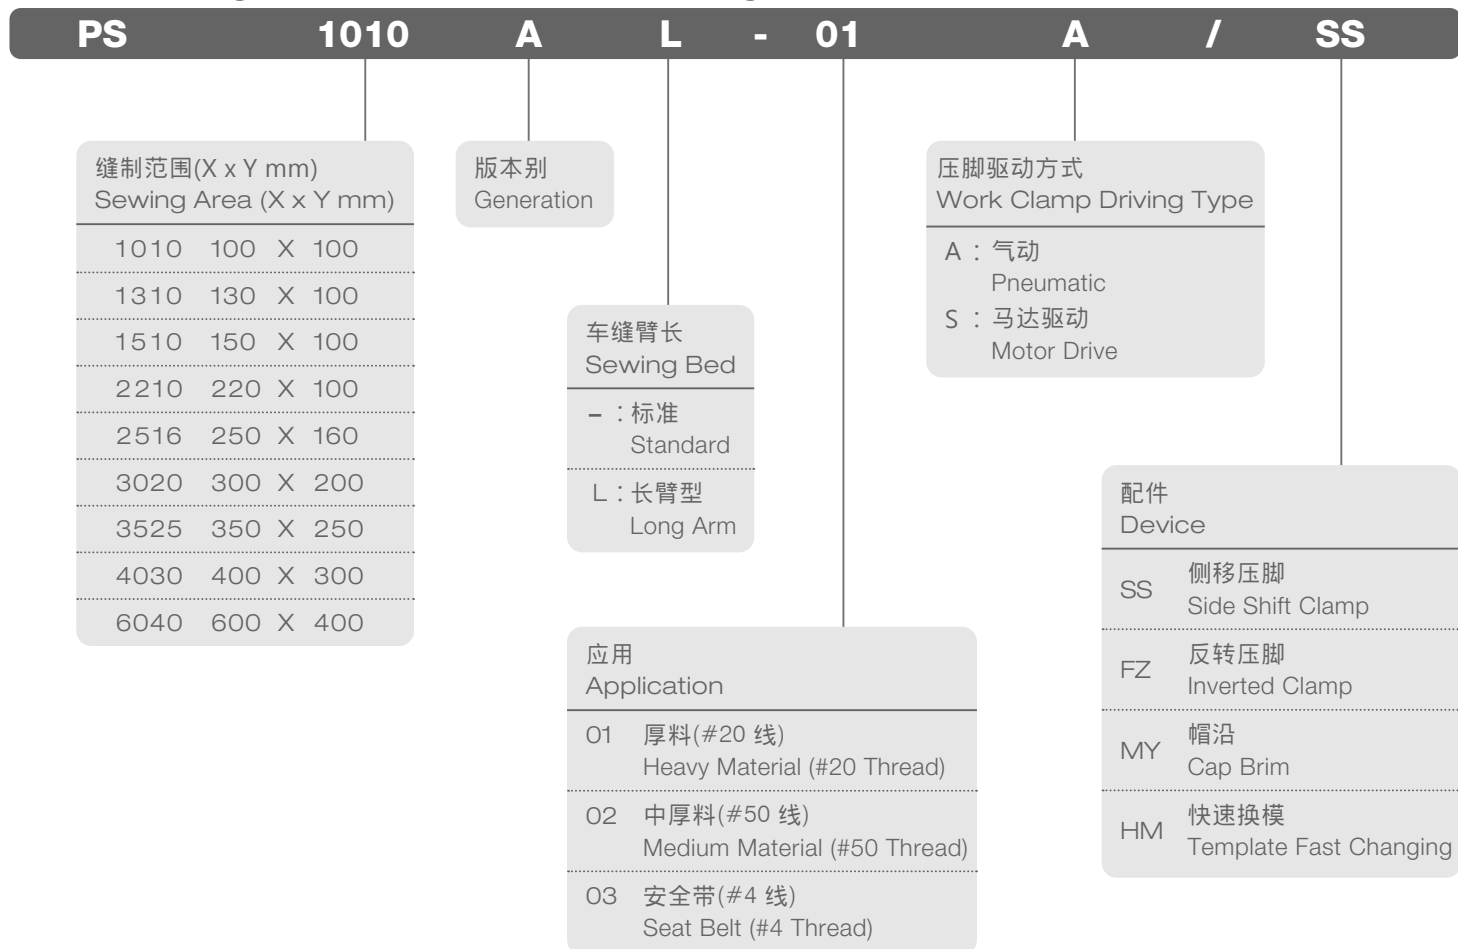 PS 1010 A L - 01 A / SS
缝制范围(X x Y mm)
Sewing Area (X x Y mm)
1010 100 X 100
1310 130 X 100
1510 150 X 100
2210 220 X 100
2516 250 X 160
3020 300 X 200
3525 350 X 250
4030 400 X 300
6040 600 X 400
版本别
Generation
车缝臂长
Sewing Bed
– : 标准
Standard
L : 长臂型
Long Arm
应用
Application
01 厚料(#20 线)
Heavy Material (#20 Thread)
02 中厚料(#50 线)
Medium Material (#50 Thread)
03 安全带(#4 线)
Seat Belt (#4 Thread)
压脚驱动方式
Work Clamp Driving Type
A : 气动
Pneumatic
S : 马达驱动
Motor Drive
配件
Device
SS 侧移压脚
Side Shift Clamp
FZ 反转压脚
Inverted Clamp
MY 帽沿
Cap Brim
HM 快速换模
Template Fast Changing